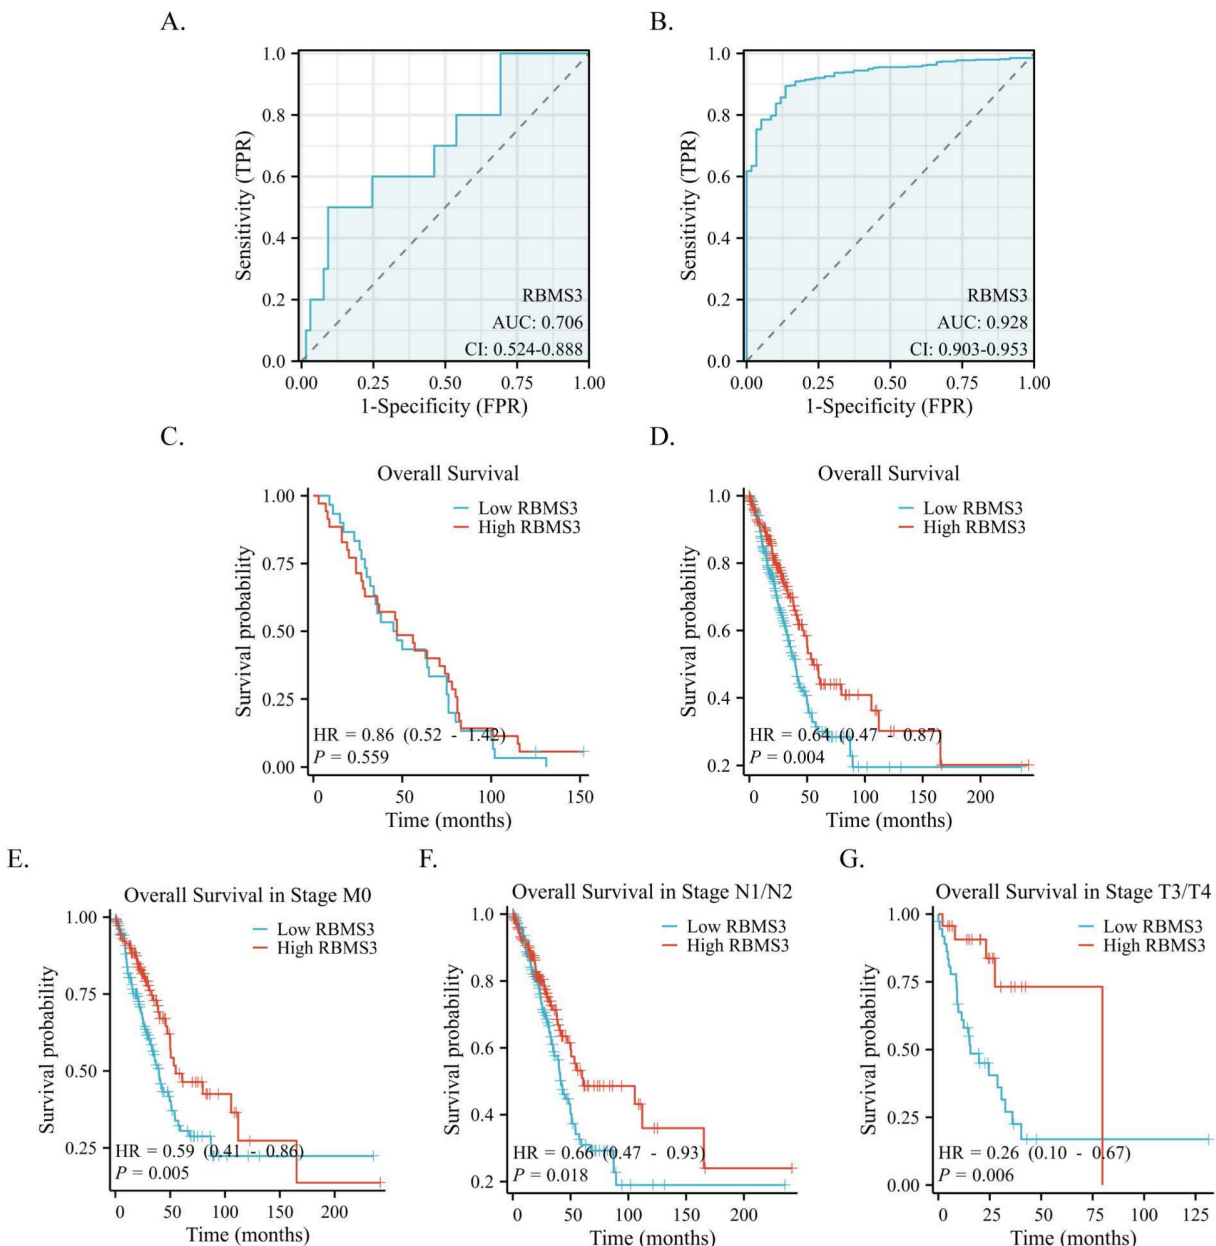 A.
1.0
0.8
0.6
0.4
0.2
0.0
Sensitivity (TPR)
RBMS3
AUC: 0.706
CI: 0.524-0.888
0.00 0.25 0.50 0.75 1.00
1-Specificity (FPR)
B.
1.0
0.8
0.6
0.4
0.2
0.0
Sensitivity (TPR)
RBMS3
AUC: 0.928
CI: 0.903-0.953
0.00 0.25 0.50 0.75 1.00
1-Specificity (FPR)
C.
Overall Survival
Low RBMS3
High RBMS3
1.00
0.75
0.50
0.25
0.00
Survival probability
HR = 0.86 (0.52 - 1.42)
P = 0.559
0 50 100 150
Time (months)
D.
Overall Survival
Low RBMS3
High RBMS3
1.0
0.8
0.6
0.4
0.2
Survival probability
HR = 0.64 (0.47 - 0.87)
P = 0.004
0 50 100 150 200
Time (months)
E.
Overall Survival in Stage M0
Low RBMS3
High RBMS3
1.00
0.75
0.50
0.25
Survival probability
HR = 0.59 (0.41 - 0.86)
P = 0.005
0 50 100 150 200
Time (months)
F.
Overall Survival in Stage N1/N2
Low RBMS3
High RBMS3
1.0
0.8
0.6
0.4
0.2
Survival probability
HR = 0.66 (0.47 - 0.93)
P = 0.018
0 50 100 150 200
Time (months)
G.
Overall Survival in Stage T3/T4
Low RBMS3
High RBMS3
1.00
0.75
0.50
0.25
0.00
Survival probability
HR = 0.26 (0.10 - 0.67)
P = 0.006
0 25 50 75 100 125
Time (months)